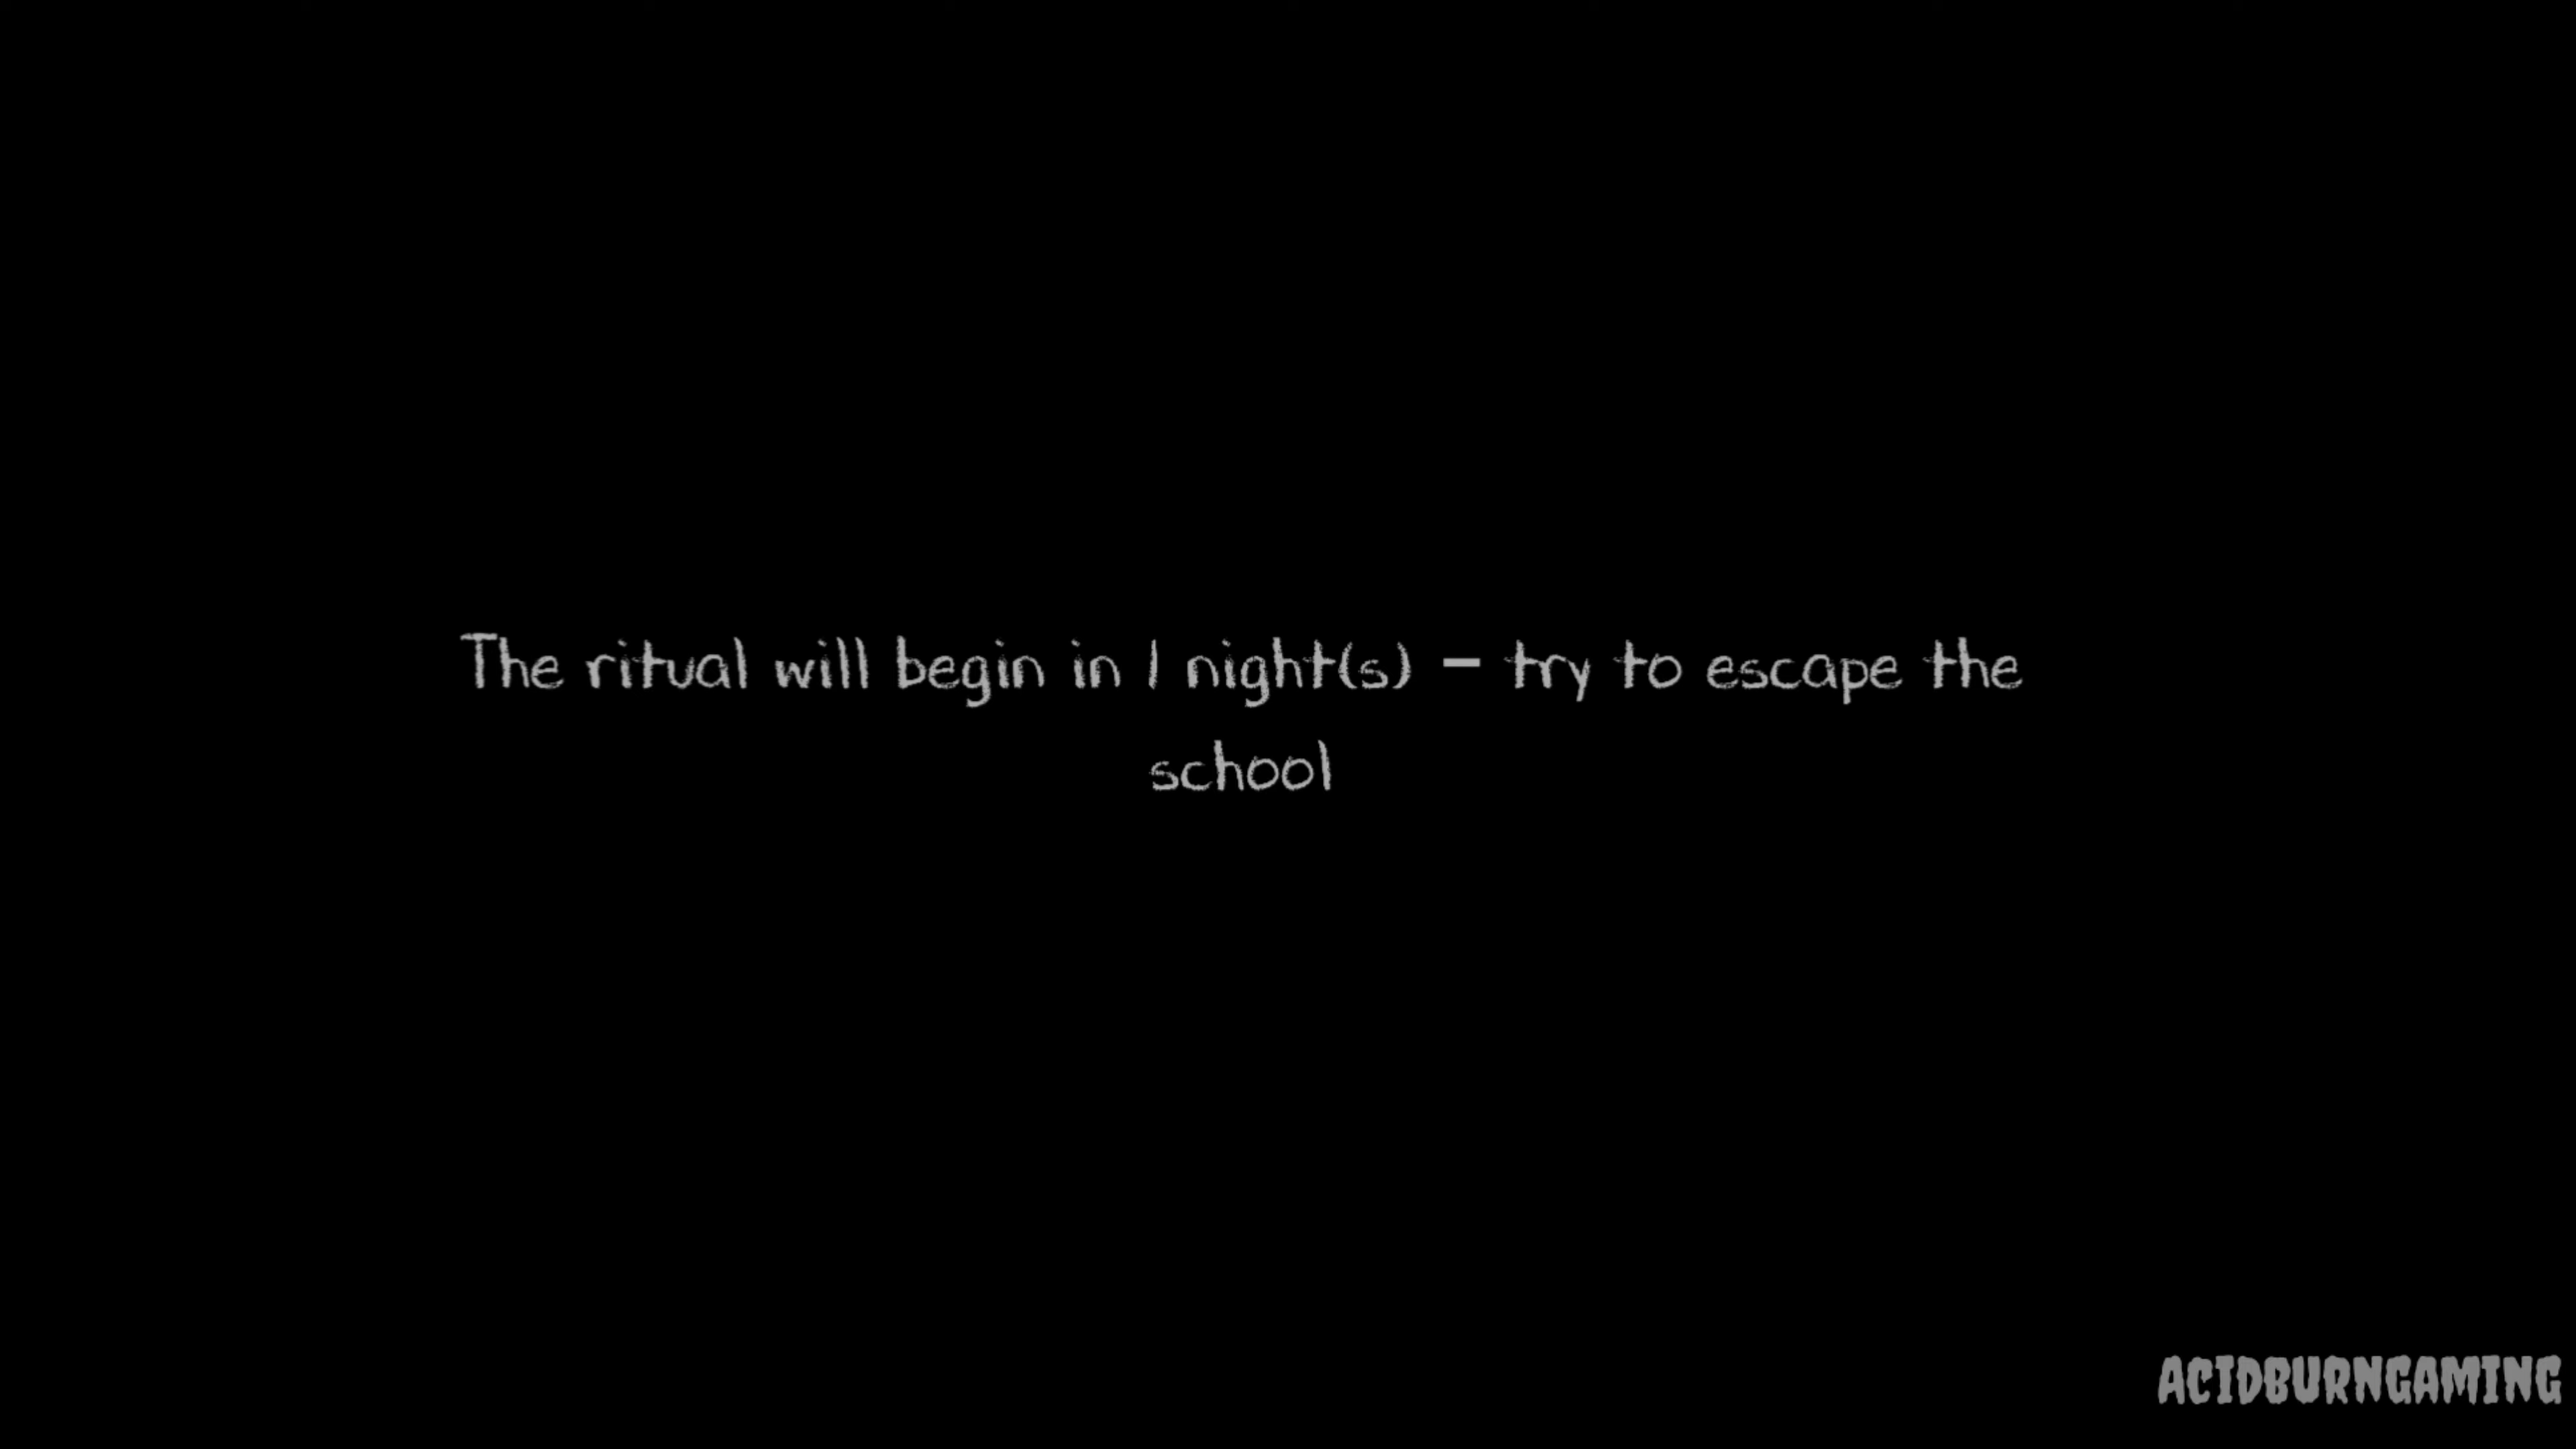 The ritual will begin in 1 night(s) - try to escape the
school
ACIDBURNGAMING